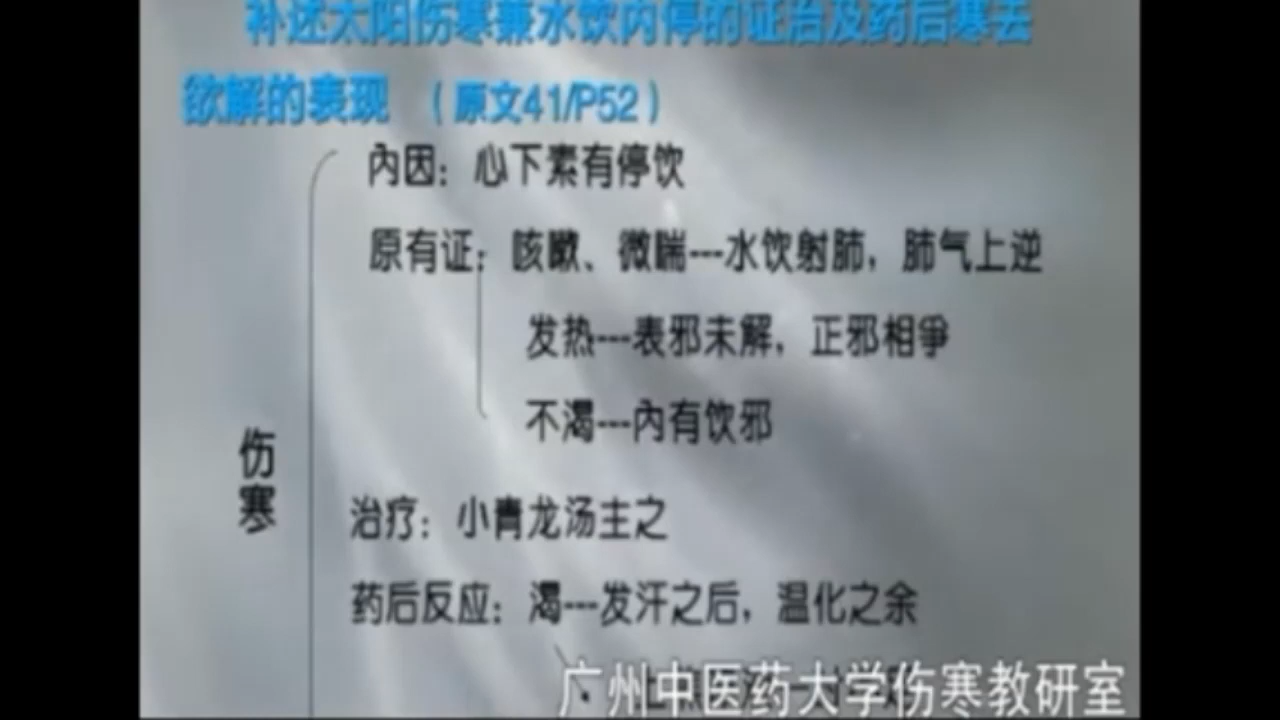 补述太阳伤寒兼水饮内停的证治及药后寒去
欲解的表现 （原文41/P52）
内因：心下素有停饮
原有证：咳嗽、微喘---水饮射肺，肺气上逆
发热---表邪未解，正邪相争
不渴---内有饮邪
伤寒
治疗：小青龙汤主之
药后反应：渴---发汗之后，温化之余
广州中医药大学伤寒教研室